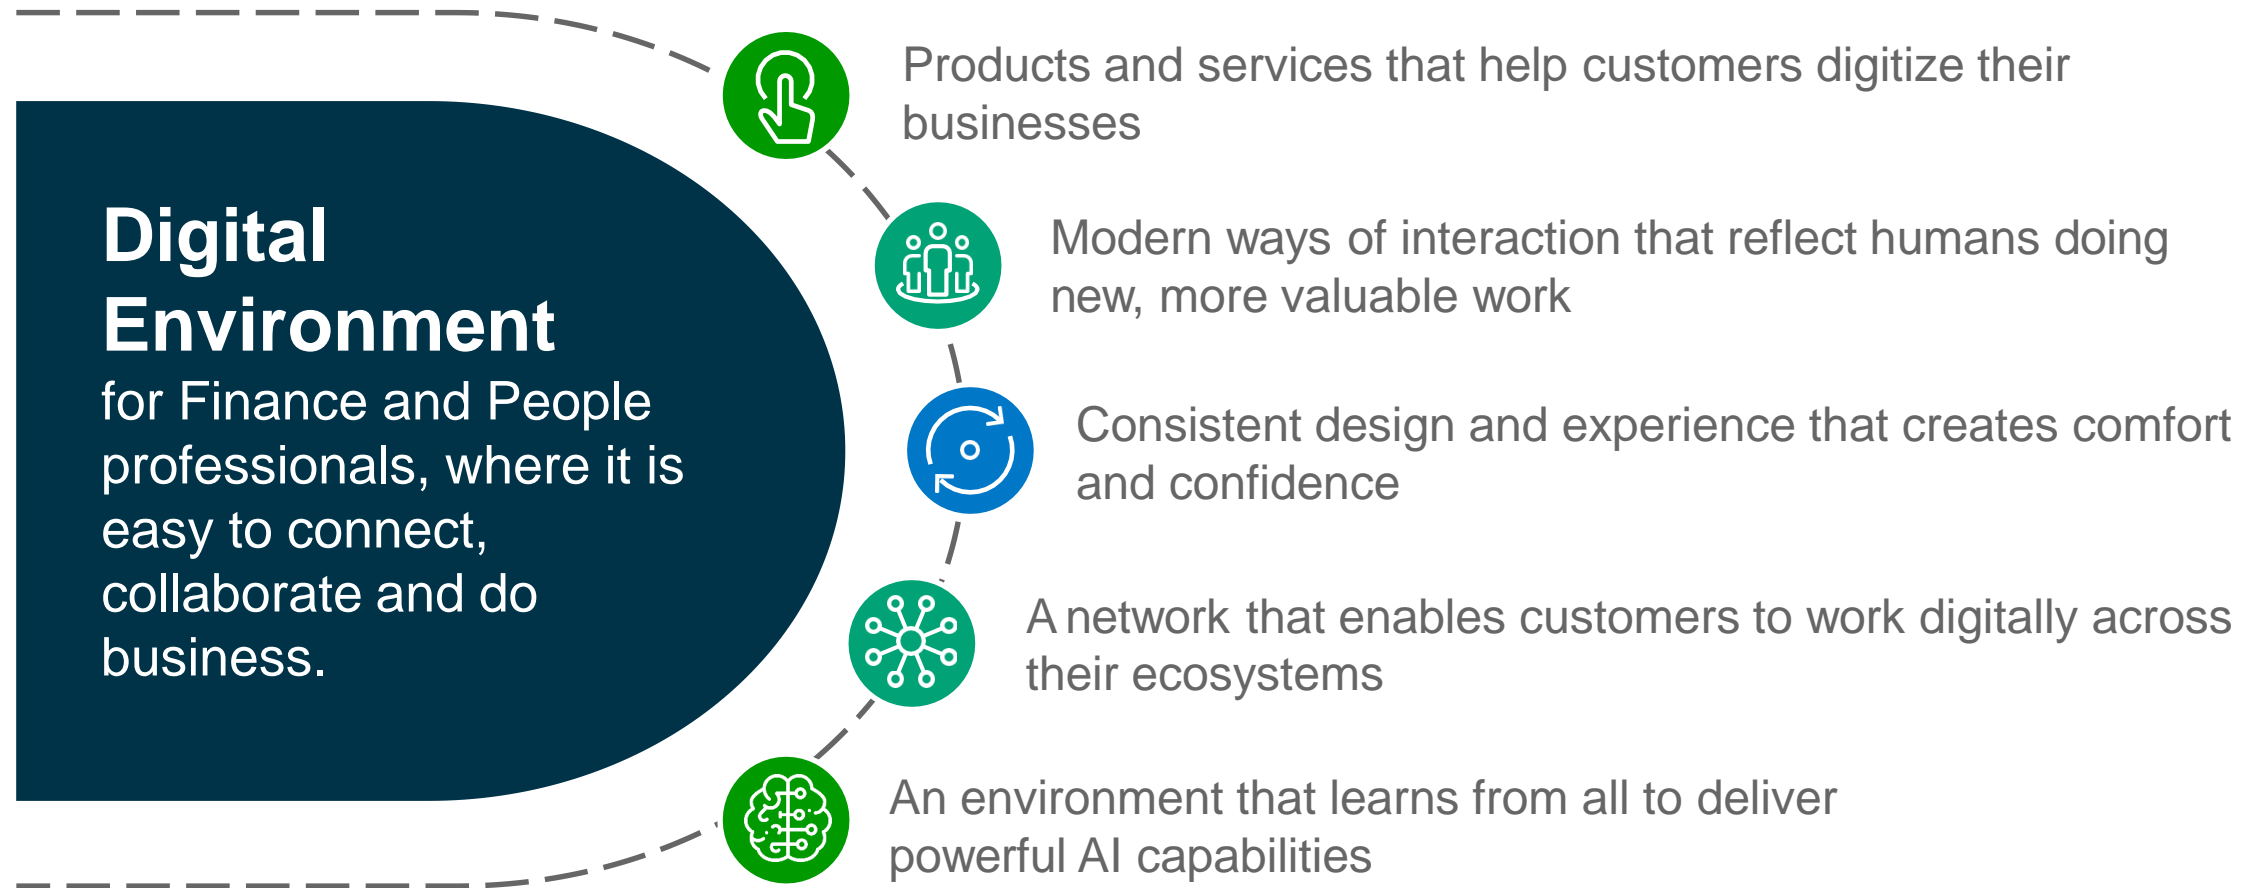 Digital
Environment
for Finance and People
professionals, where it is
easy to connect,
collaborate and do
business.
Products and services that help customers digitize their
businesses
Modern ways of interaction that reflect humans doing
new, more valuable work
Consistent design and experience that creates comfort
and confidence
A network that enables customers to work digitally across
their ecosystems
An environment that learns from all to deliver
powerful AI capabilities